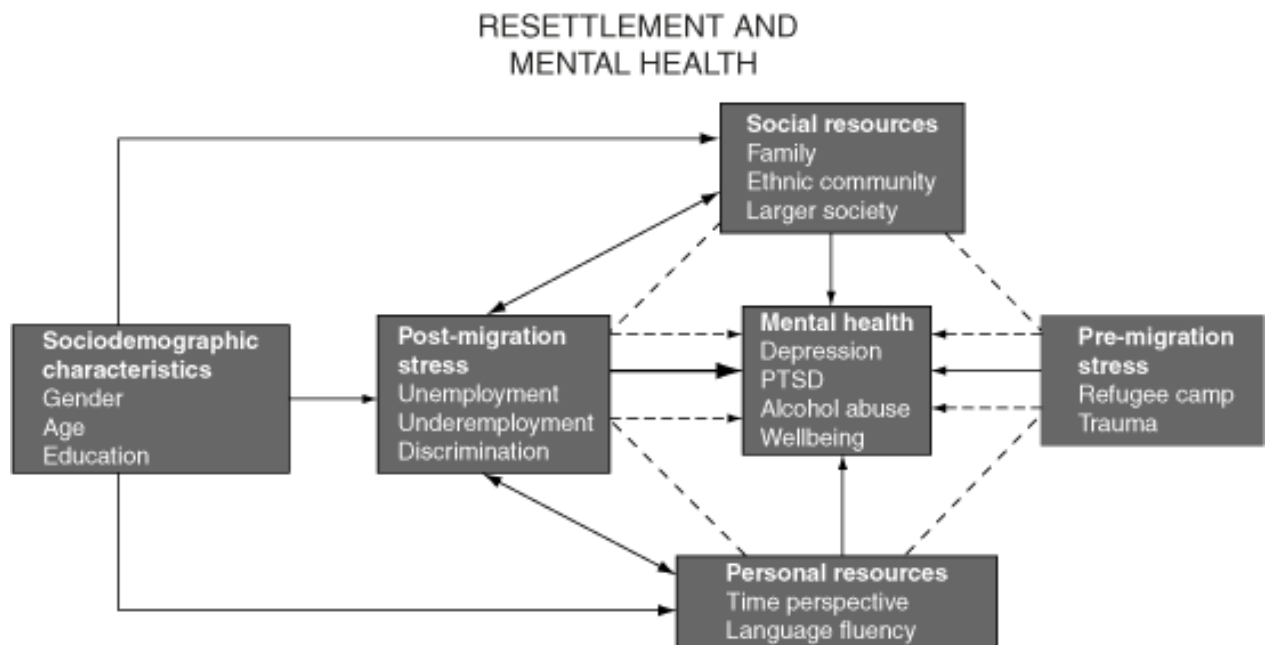 RESETTLEMENT AND
MENTAL HEALTH
Social resources
Family
Ethnic community
Larger society
Sociodemographic
characteristics
Gender
Age
Education
Post-migration
stress
Unemployment
Underemployment
Discrimination
Mental health
Depression
PTSD
Alcohol abuse
Wellbeing
Pre-migration
stress
Refugee camp
Trauma
Personal resources
Time perspective
Language fluency